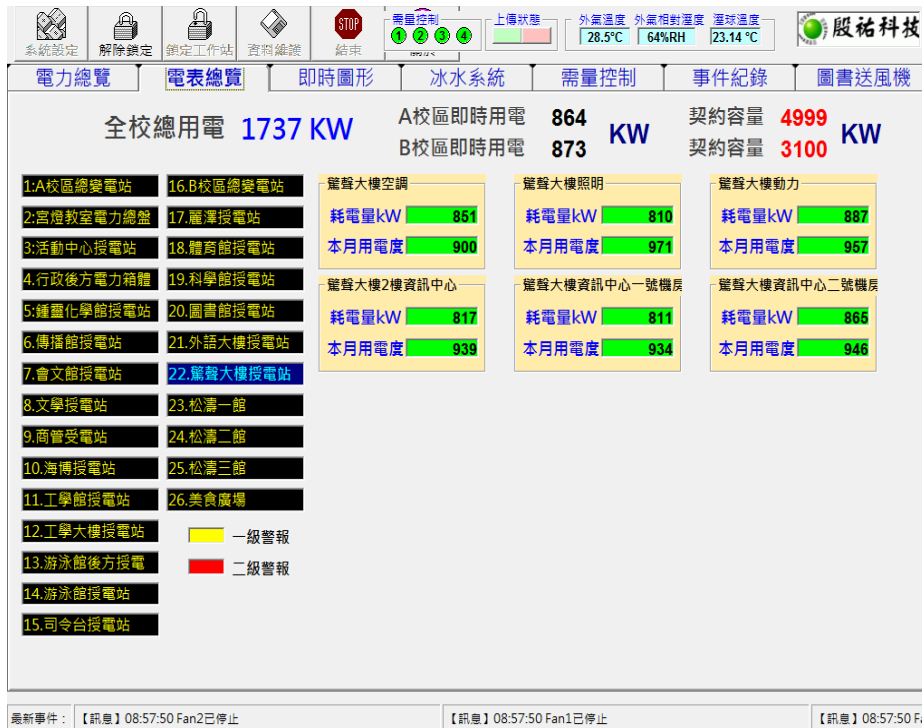 需量控制 上傳狀態 外氣溫度 外氣相對溼度 溼球溫度
STOP 1 2 3 4 28.5°C 64%RH 23.14 °C 殷祐科技
系統設定 解除鎖定 鎖定工作站 資料維護 結束
電力總覽 電表總覽 即時圖形 冰水系統 需量控制 事件紀錄 圖書送風機
全校總用電 1737 KW
A校區即時用電 864
B校區即時用電 873
KW
契約容量 4999
契約容量 3100
KW
1:A校區總變電站
2:宮燈教室電力總盤
3:活動中心授電站
4.行政後方電力箱體
5:鍾靈化學館授電站
6.傳播館授電站
7.會文館授電站
8.文學授電站
9.商管受電站
10.海博授電站
11.工學館授電站
12.工學大樓授電站
13.游泳館後方授電
14.游泳館授電站
15.司令台授電站
16.B校區總變電站
17.麗澤授電站
18.體育館授電站
19.科學館授電站
20.圖書館授電站
21.外語大樓授電站
22.驚聲大樓授電站
23.松濤一館
24.松濤二館
25.松濤三館
26.美食廣場
一級警報
二級警報
驚聲大樓空調
耗電量kW 851
本月用電度 900
驚聲大樓照明
耗電量kW 810
本月用電度 971
驚聲大樓動力
耗電量kW 887
本月用電度 957
驚聲大樓2樓資訊中心
耗電量kW 817
本月用電度 939
驚聲大樓資訊中心一號機房
耗電量kW 811
本月用電度 934
驚聲大樓資訊中心二號機房
耗電量kW 865
本月用電度 946
最新事件： 【訊息】08:57:50 Fan2已停止 【訊息】08:57:50 Fan1已停止 【訊息】08:57:50 F